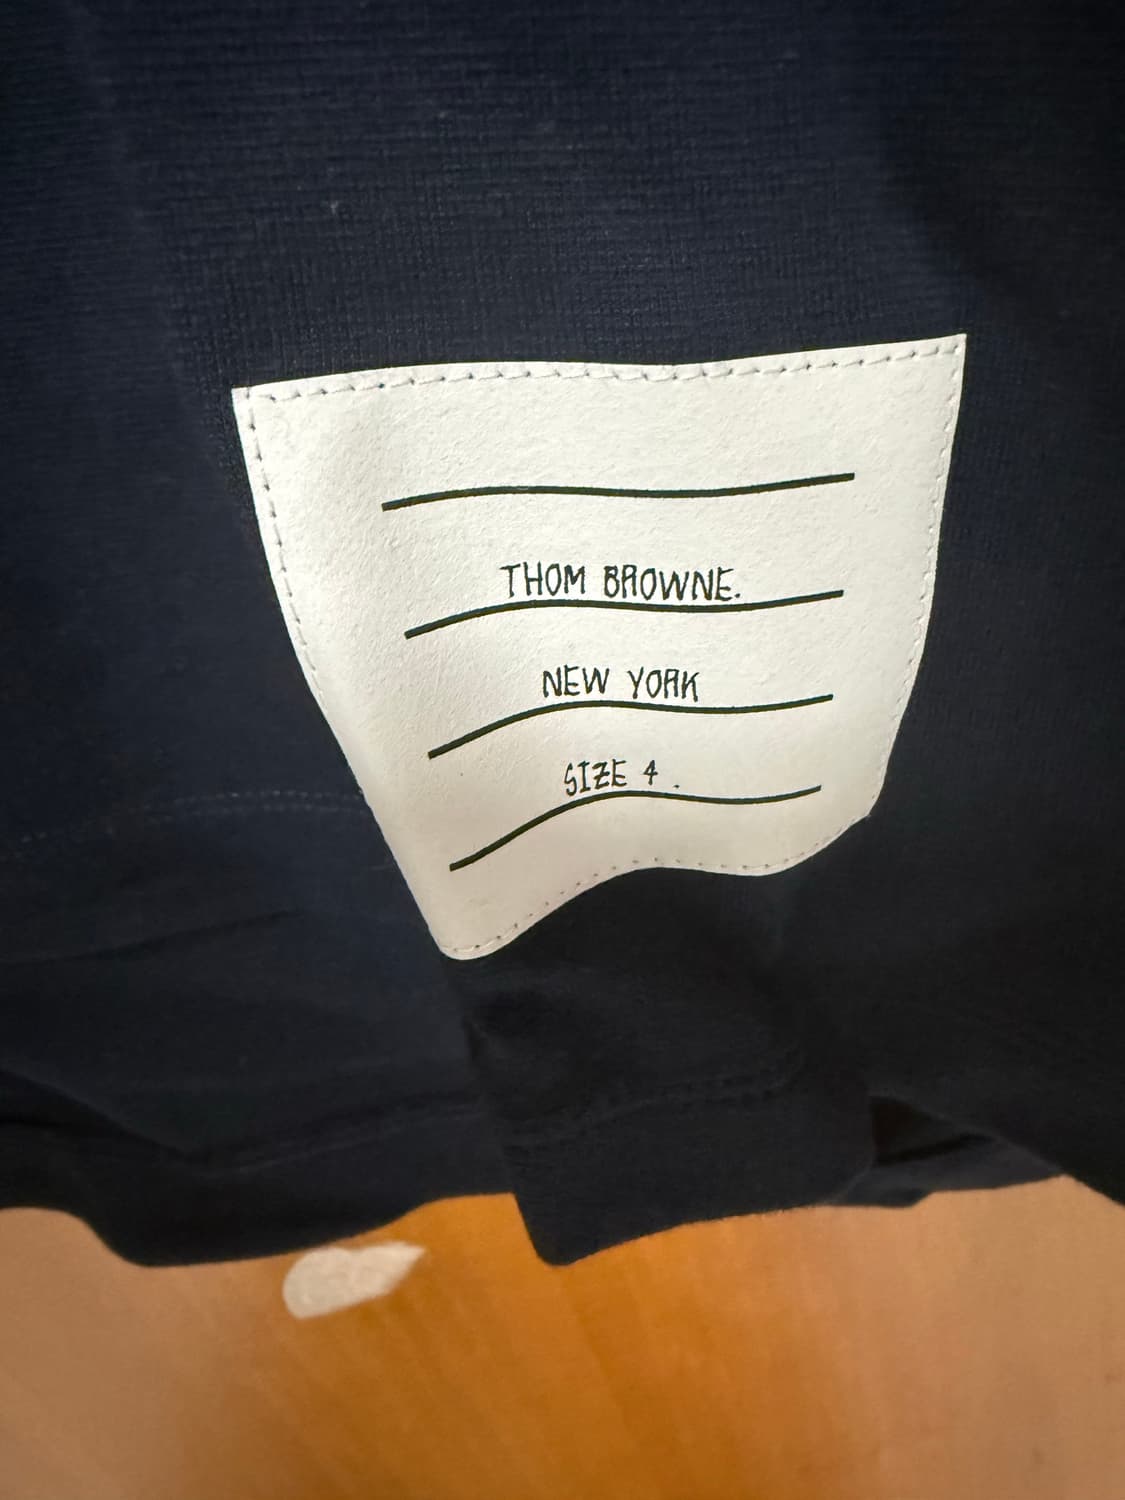 THOM BROWNE.
NEW YORK
SIZE 4 .